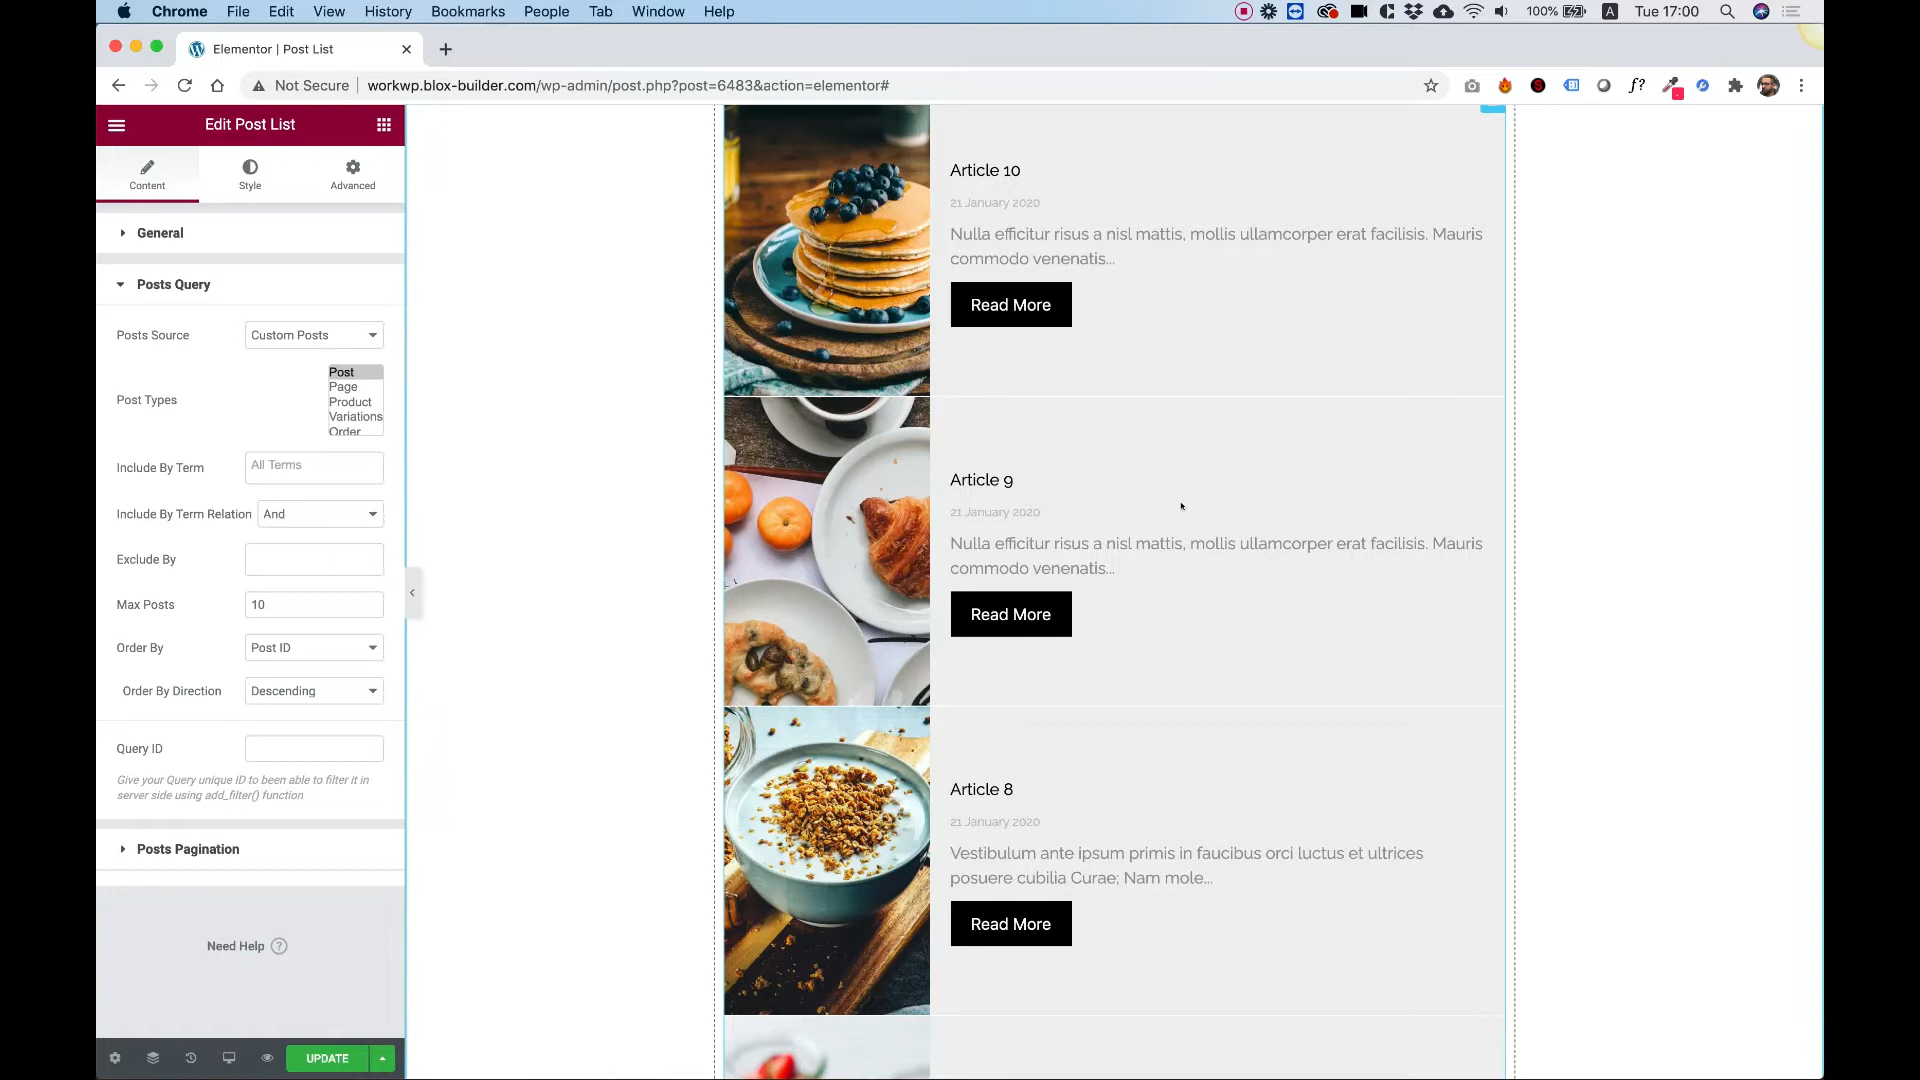 Chrome File Edit View History Bookmarks People Tab Window Help 100% A Tue 17:00
Elementor | Post List
Not Secure workwp.blox-builder.com/wp-admin/post.php?post=6483&action=elementor# f?
Edit Post List
Content Style Advanced
General
Posts Query
Posts Source Custom Posts
Post Types
Post
Page
Product
Variations
Order
Include By Term All Terms
Include By Term Relation And
Exclude By
Max Posts 10
Order By Post ID
Order By Direction Descending
Query ID
Give your Query unique ID to been able to filter it in
server side using add_filter() function
Posts Pagination
Need Help ?
UPDATE
Article 10
21 January 2020
Nulla efficitur risus a nisl mattis, mollis ullamcorper erat facilisis. Mauris
commodo venenatis...
Read More
Article 9
21 January 2020
Nulla efficitur risus a nisl mattis, mollis ullamcorper erat facilisis. Mauris
commodo venenatis...
Read More
Article 8
21 January 2020
Vestibulum ante ipsum primis in faucibus orci luctus et ultrices
posuere cubilia Curae; Nam mole...
Read More